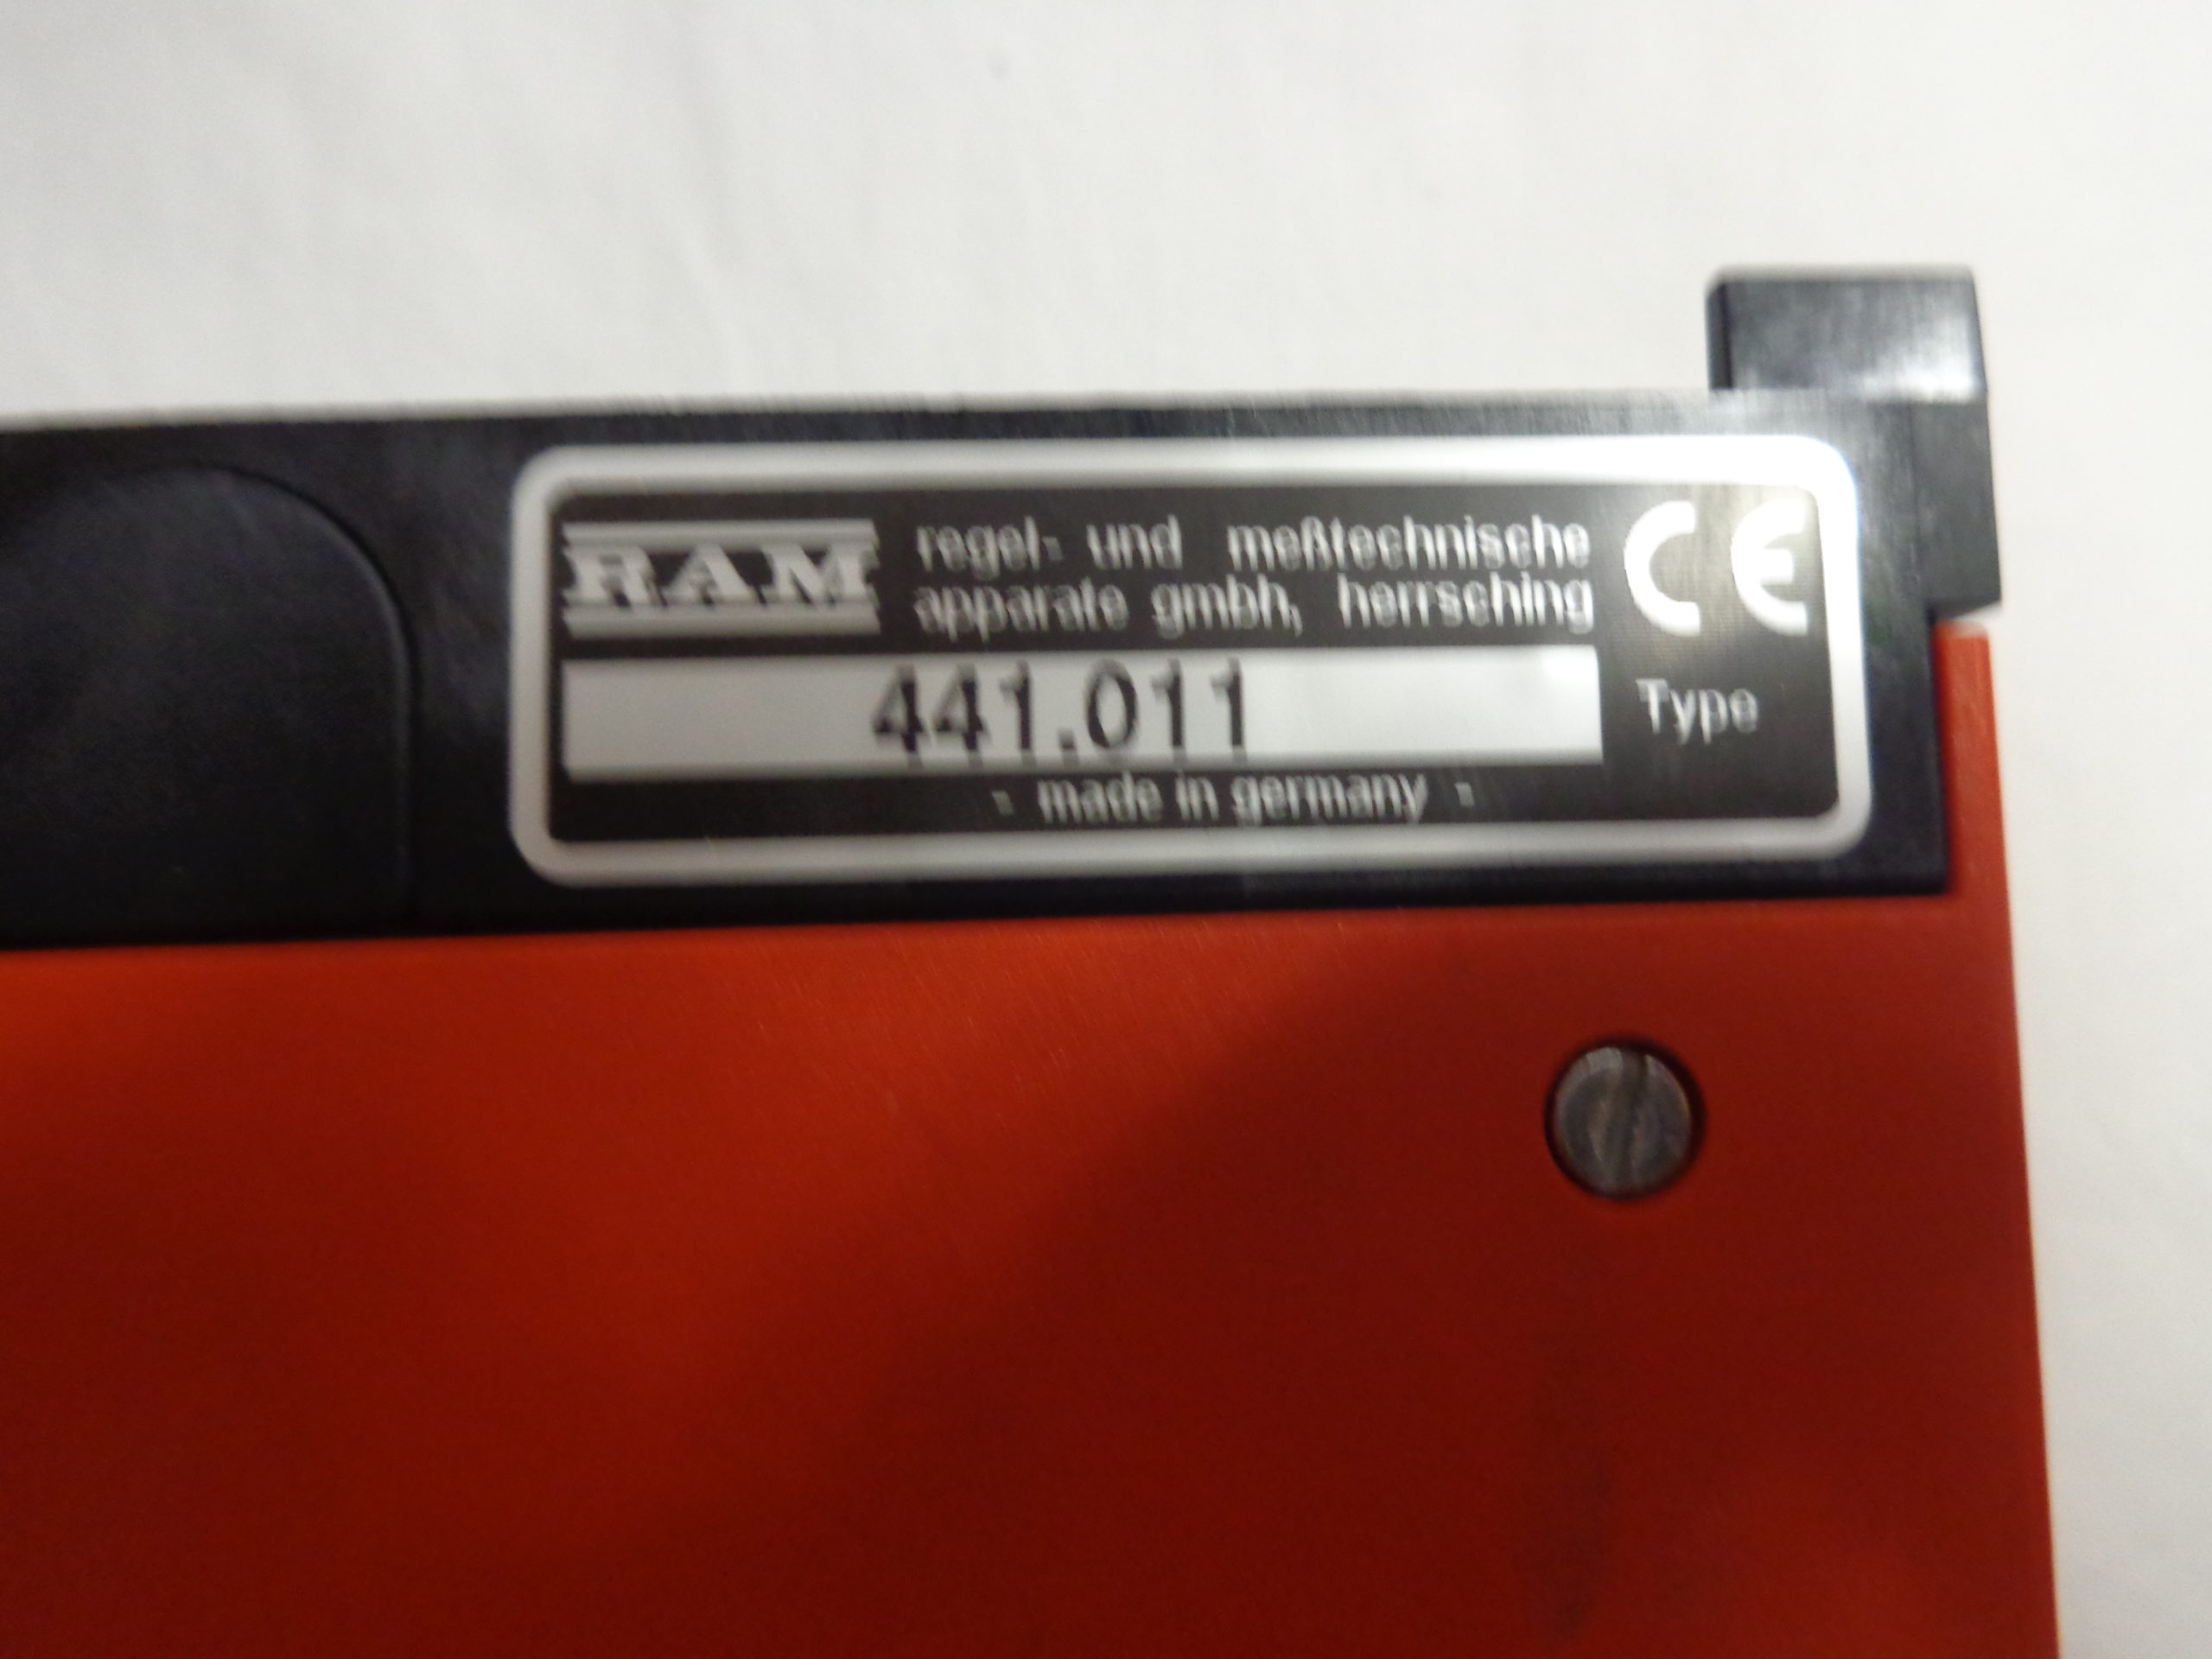 RAM
regel- und meßtechnische
apparate gmbh, herrsching
CE
441.011
Type
- made in germany -